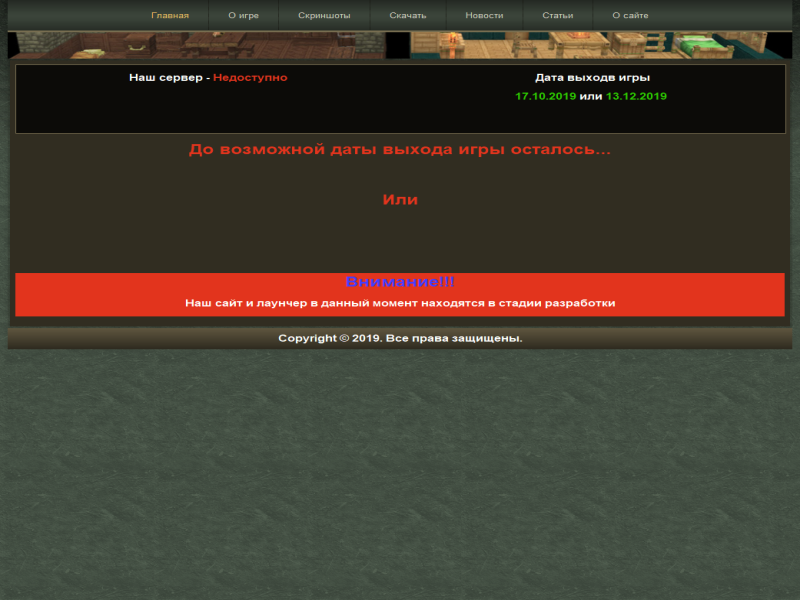 Главная О игре Скриншоты Скачать Новости Статьи О сайте
Наш сервер - Недоступно
Дата выходв игры
17.10.2019 или 13.12.2019
До возможной даты выхода игры осталось...
Или
Внимание!!!
Наш сайт и лаунчер в данный момент находятся в стадии разработки
Copyright © 2019. Все права защищены.